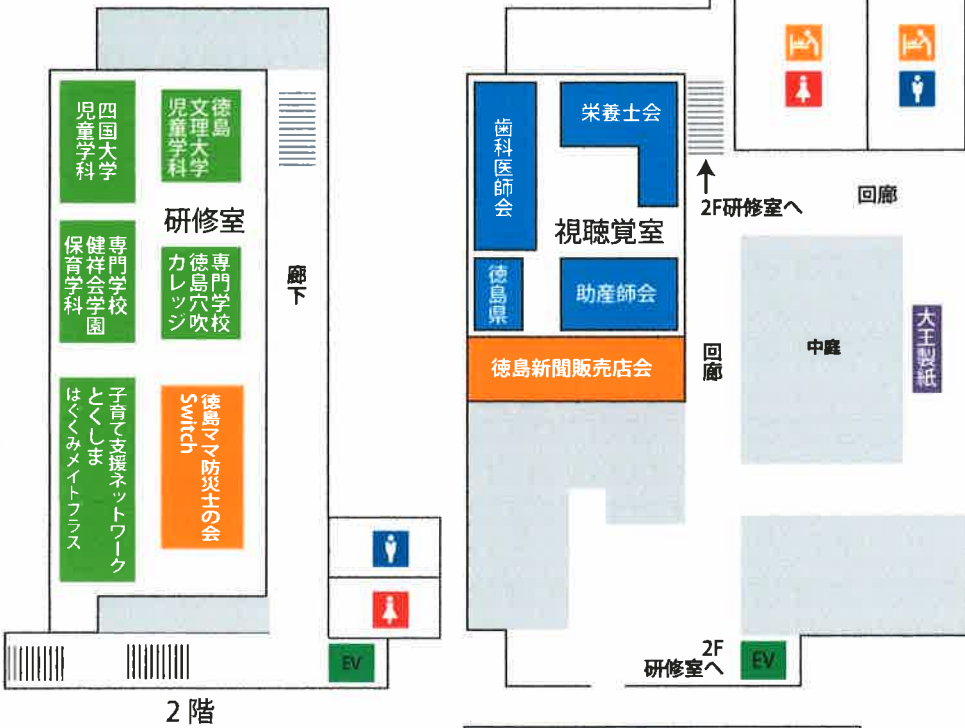 四国大学
児童学科
徳島
文理大学
児童学科
研修室
専門学校
健祥会学園
保育学科
専門学校
徳島穴吹
カレッジ
子育て支援ネットワーク
とくしま
はぐくみメイトプラス
徳島ママ防災士の会
Switch
廊下
EV
2階
歯科医師会
栄養士会
視聴覚室
徳島県
助産師会
徳島新聞販売店会
2F研修室へ
回廊
回廊
中庭
大王製紙
2F
研修室へ
EV